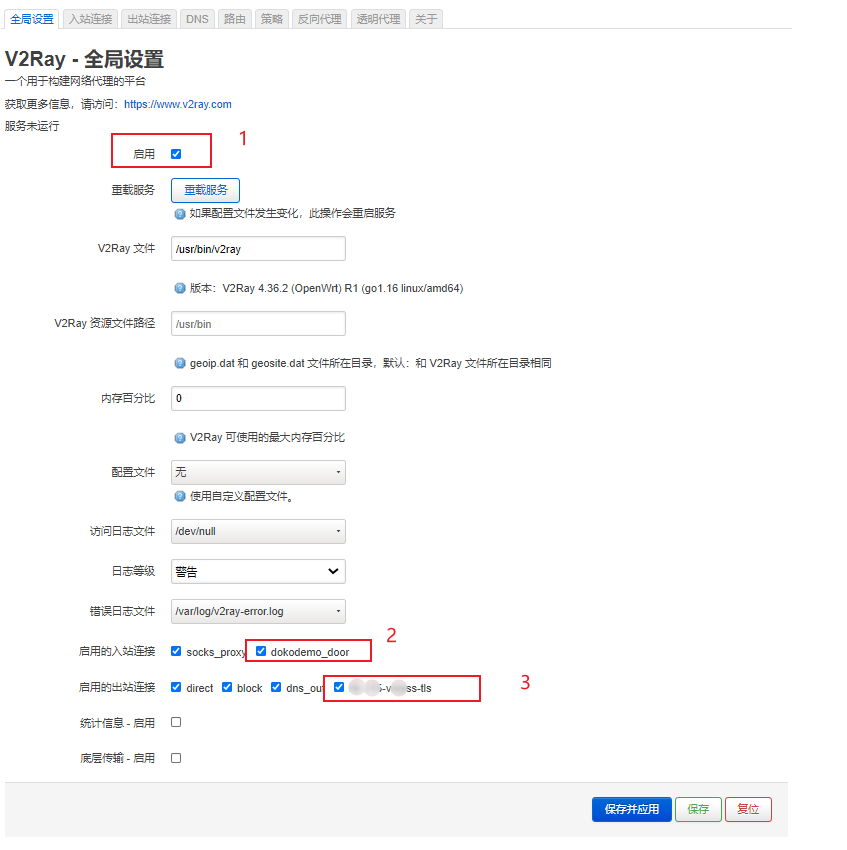 全局设置 入站连接 出站连接 DNS 路由 策略 反向代理 透明代理 关于
V2Ray - 全局设置
一个用于构建网络代理的平台
获取更多信息，请访问：https://www.v2ray.com
服务未运行
启用 1
重载服务 重载服务
如果配置文件发生变化，此操作会重启服务
V2Ray 文件 /usr/bin/v2ray
版本：V2Ray 4.36.2 (OpenWrt) R1 (go1.16 linux/amd64)
V2Ray 资源文件路径 /usr/bin
geoip.dat 和 geosite.dat 文件所在目录，默认：和 V2Ray 文件所在目录相同
内存百分比 0
V2Ray 可使用的最大内存百分比
配置文件 无
使用自定义配置文件。
访问日志文件 /dev/null
日志等级 警告
错误日志文件 /var/log/v2ray-error.log
启用的入站连接 socks_proxy dokodemo_door 2
启用的出站连接 direct block dns_out ss-tls 3
统计信息 - 启用
底层传输 - 启用
保存并应用 保存 复位